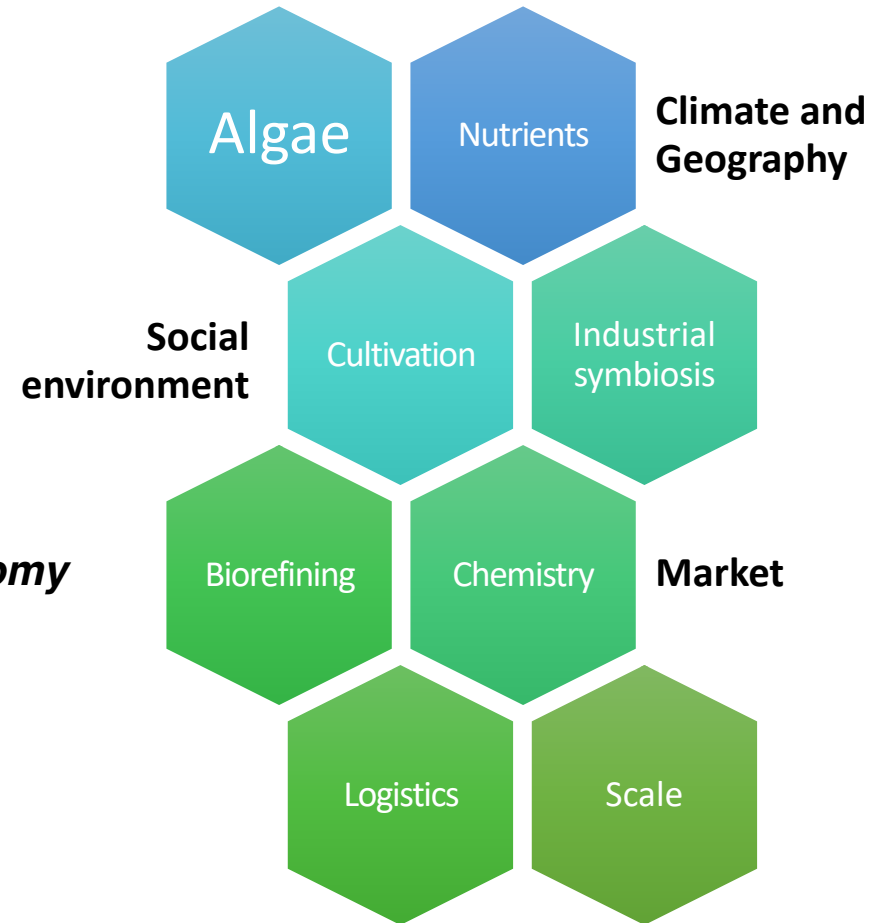 Algae
Nutrients
Climate and
Geography
Social
environment
Cultivation
Industrial
symbiosis
Biorefining
Chemistry
Market
Logistics
Scale